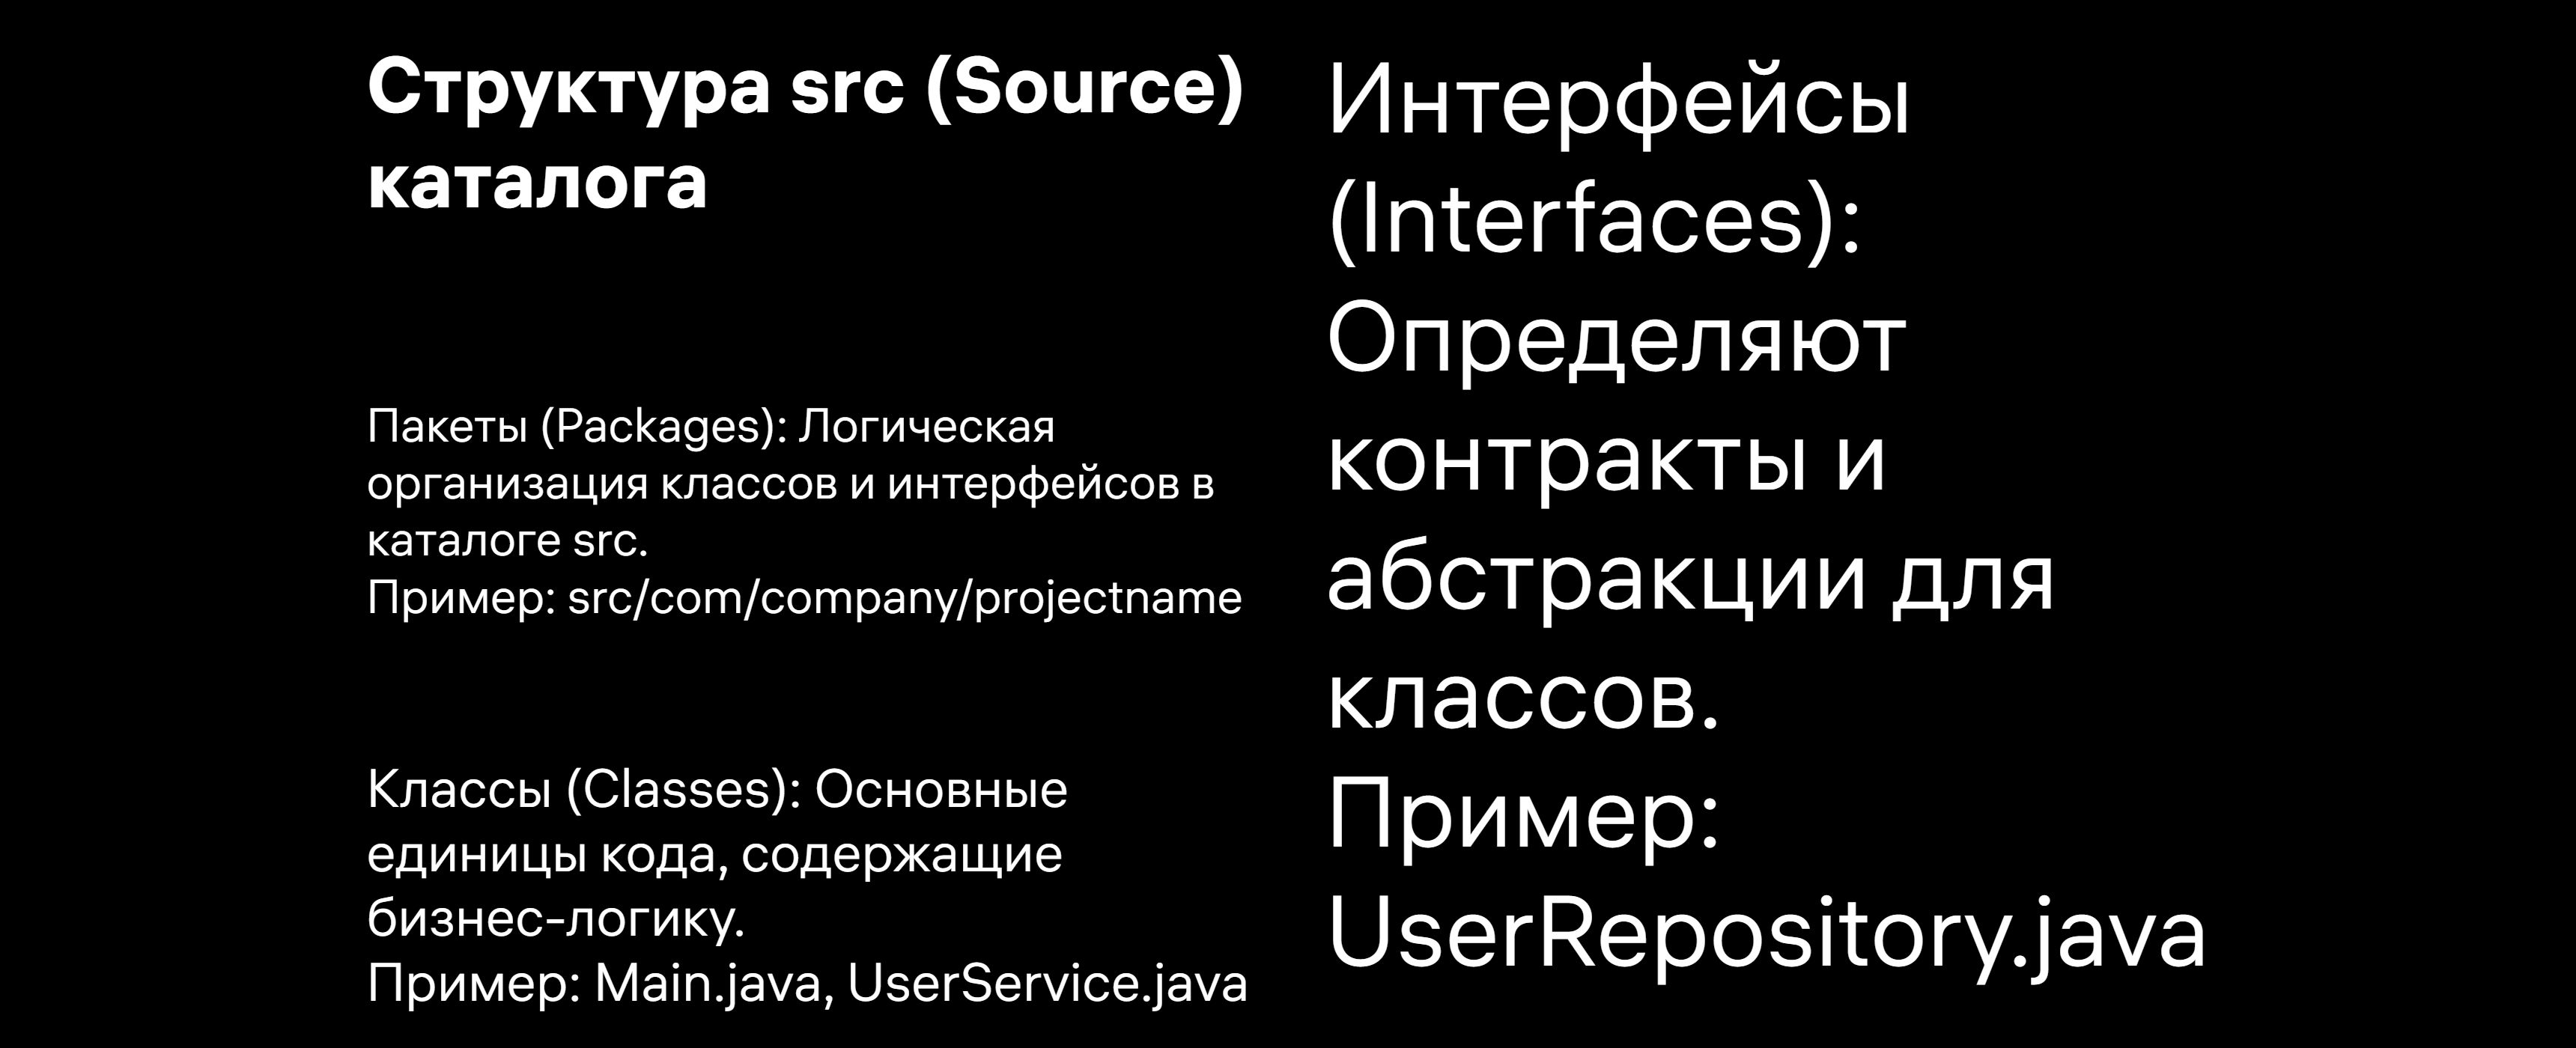 Структура src (Source)
каталога
Пакеты (Packages): Логическая
организация классов и интерфейсов в
каталоге src.
Пример: src/com/company/projectname
Классы (Classes): Основные
единицы кода, содержащие
бизнес-логику.
Пример: Main.java, UserService.java
Интерфейсы
(Interfaces):
Определяют
контракты и
абстракции для
классов.
Пример:
UserRepository.java